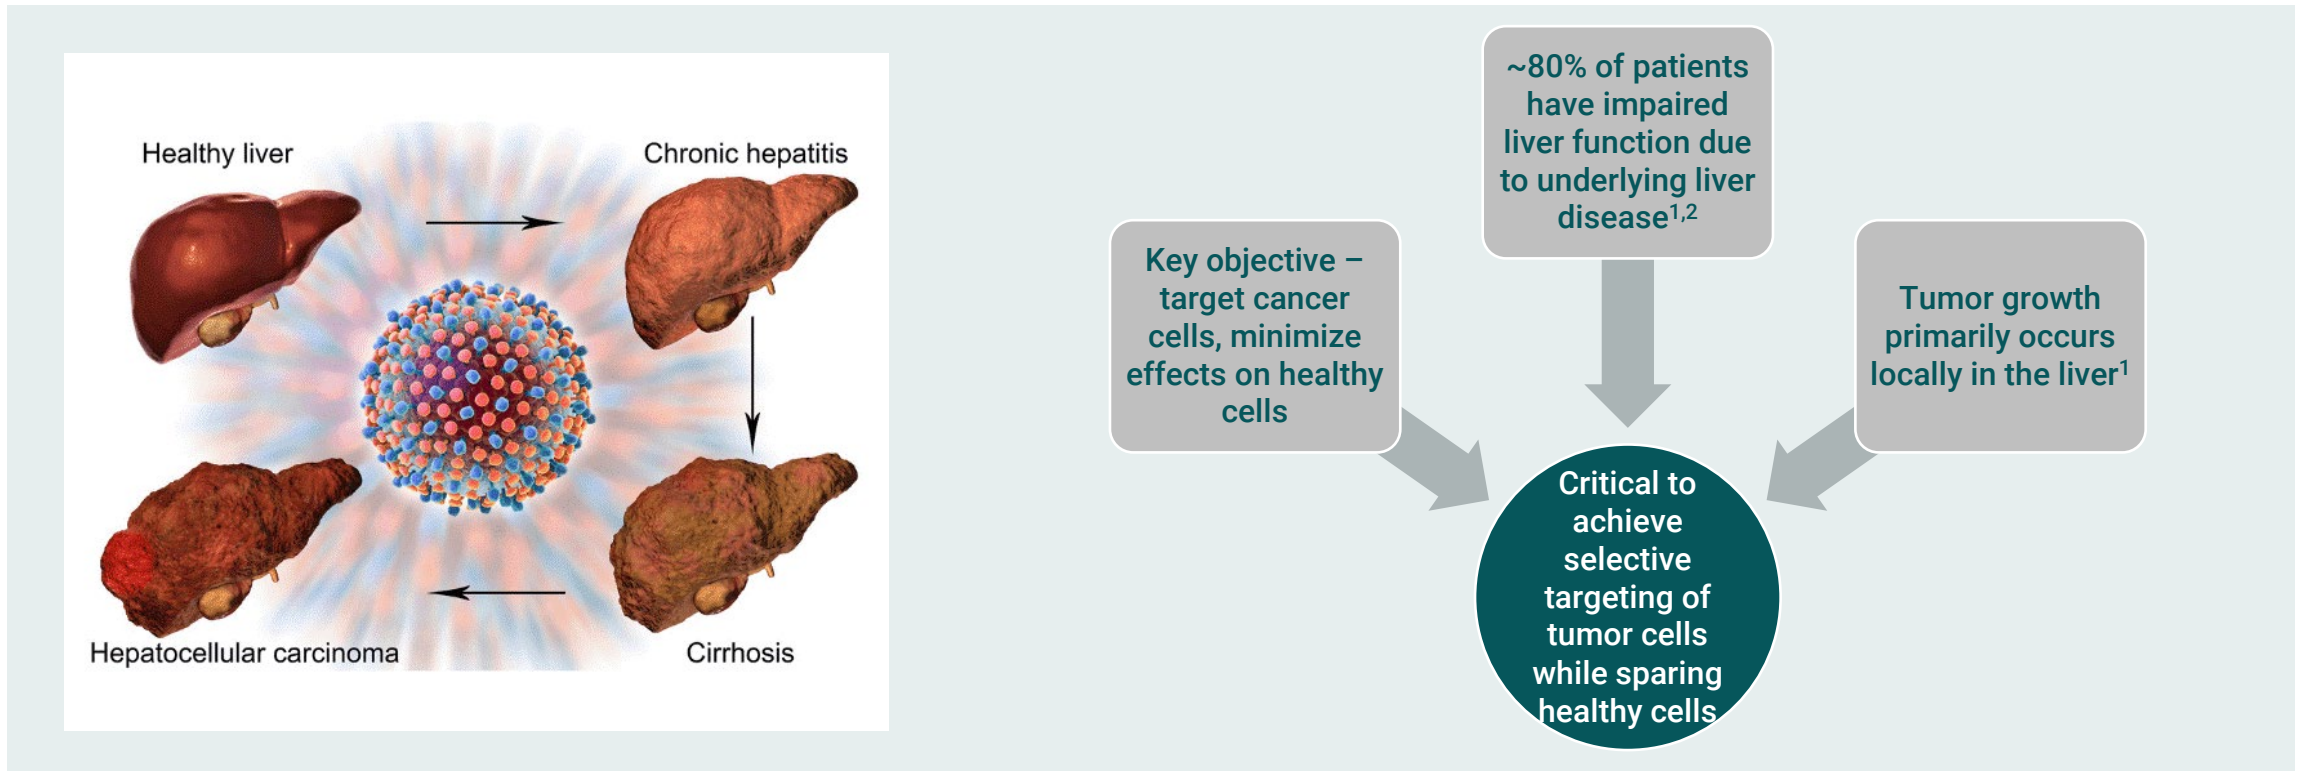 Healthy liver
Chronic hepatitis
Hepatocellular carcinoma
Cirrhosis
Key objective –
target cancer
cells, minimize
effects on healthy
cells
~80% of patients
have impaired
liver function due
to underlying liver
disease1,2
Tumor growth
primarily occurs
locally in the liver1
Critical to
achieve
selective
targeting of
tumor cells
while sparing
healthy cells